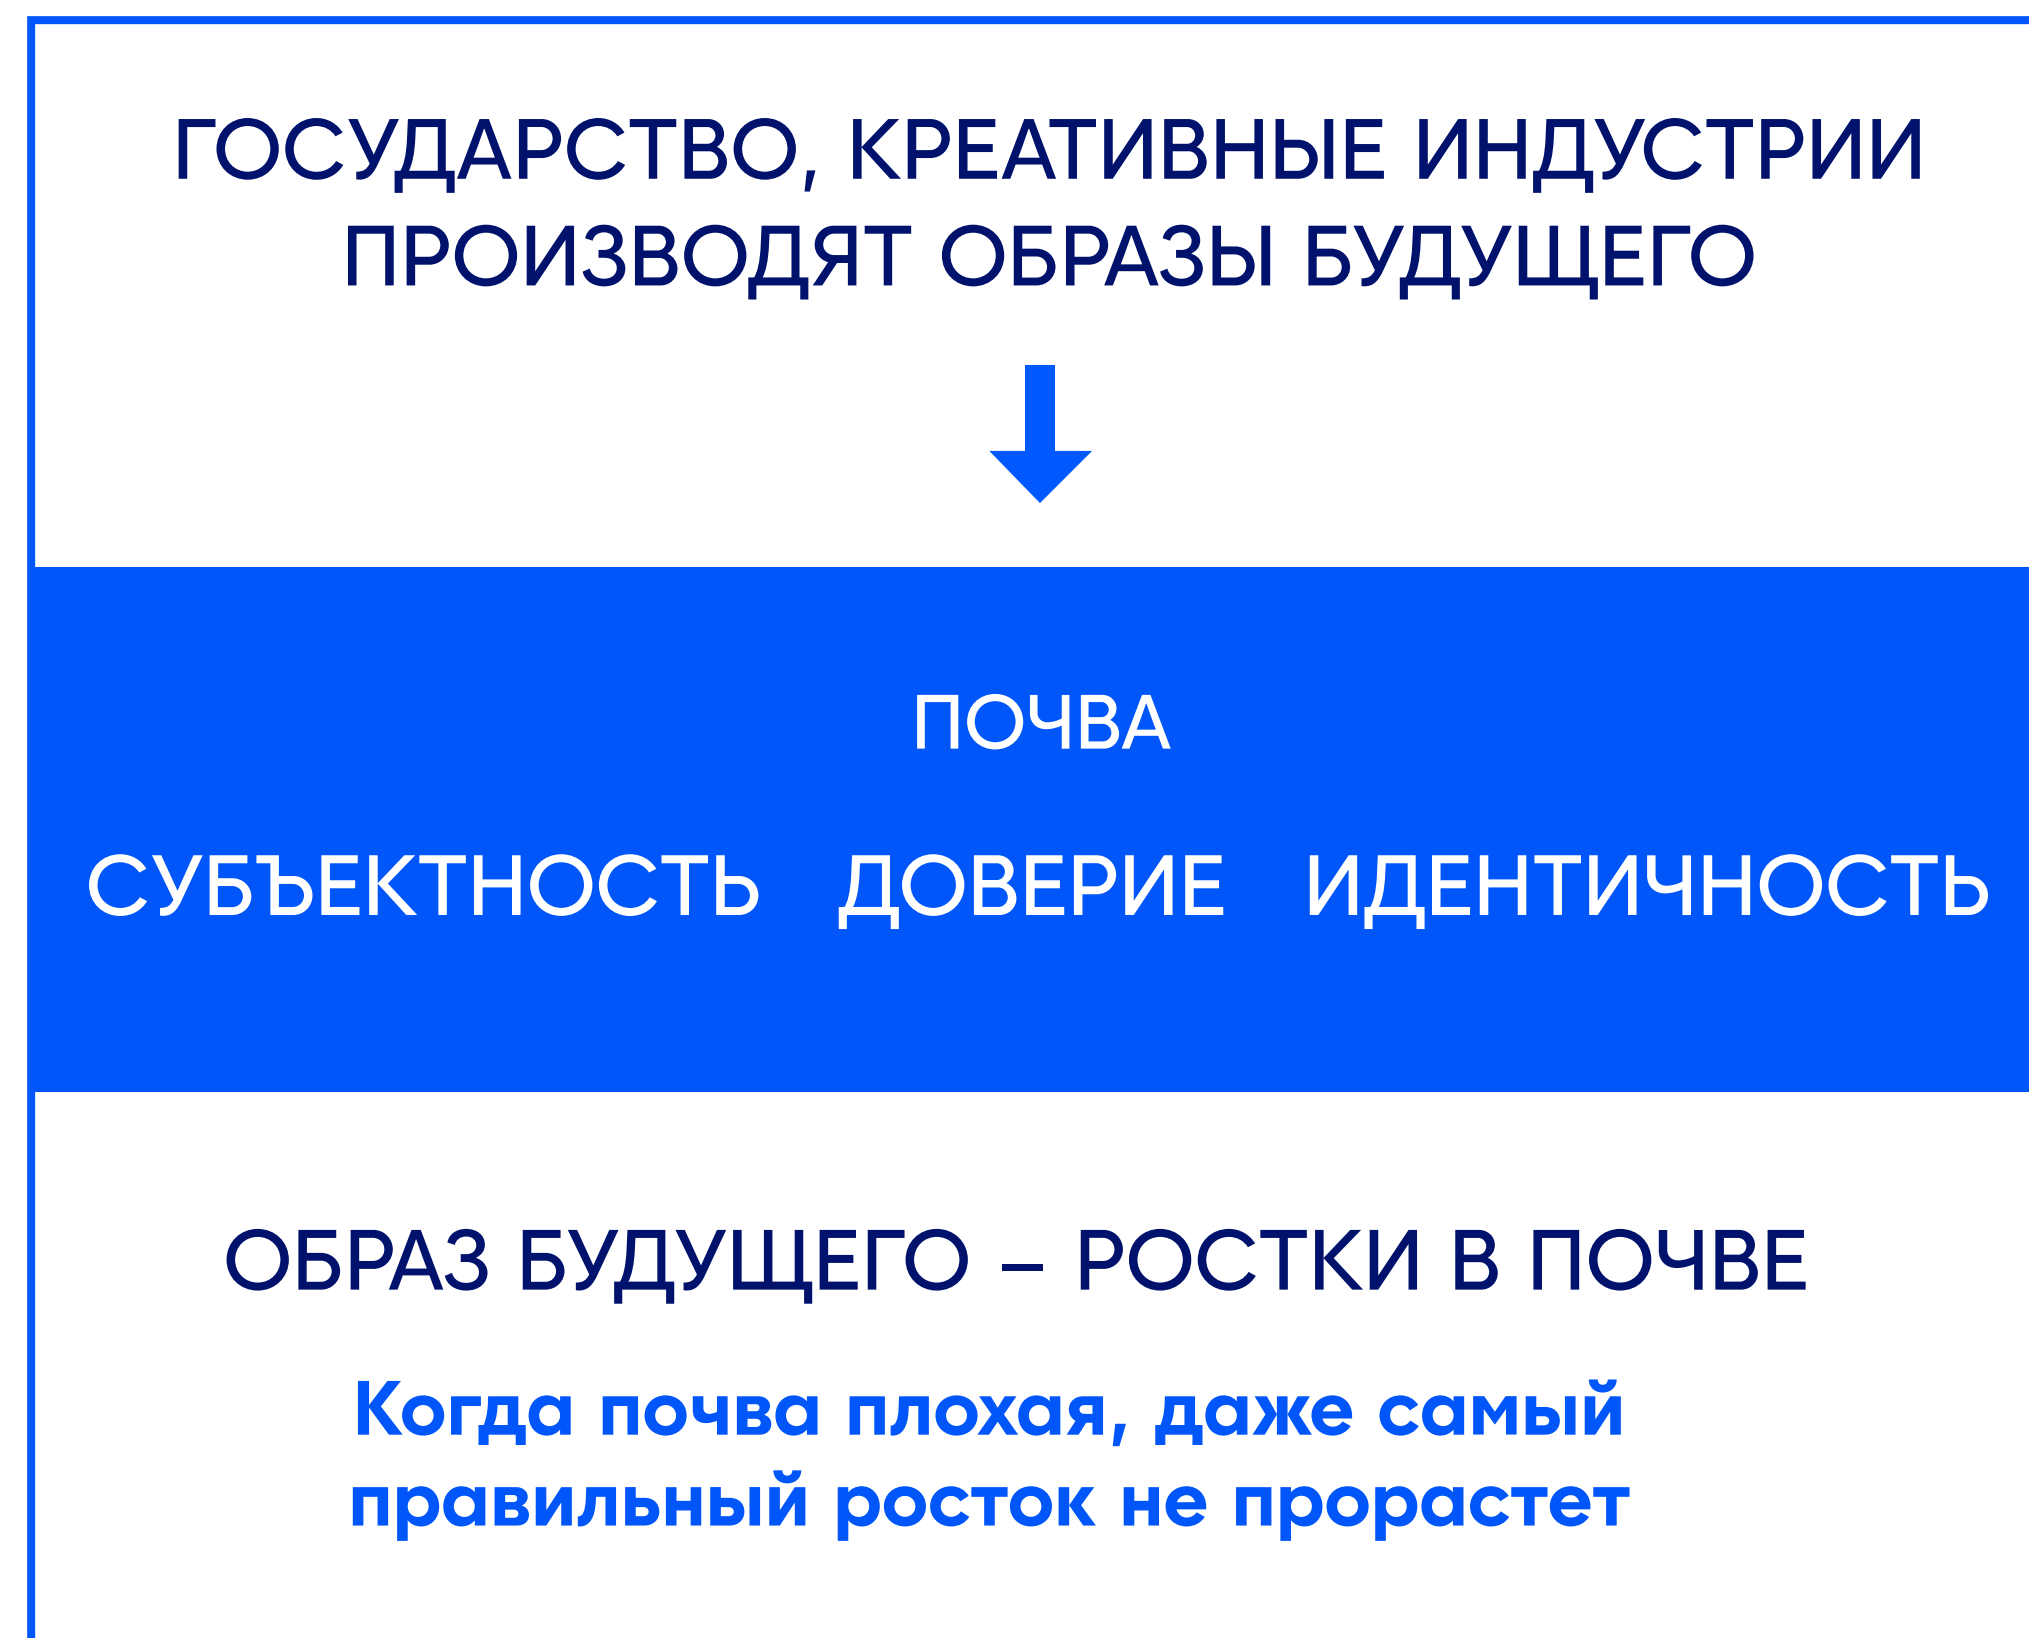 ГОСУДАРСТВО, КРЕАТИВНЫЕ ИНДУСТРИИ
ПРОИЗВОДЯТ ОБРАЗЫ БУДУЩЕГО
ПОЧВА
СУБЪЕКТНОСТЬ ДОВЕРИЕ ИДЕНТИЧНОСТЬ
ОБРАЗ БУДУЩЕГО – РОСТКИ В ПОЧВЕ
Когда почва плохая, даже самый
правильный росток не прорастет